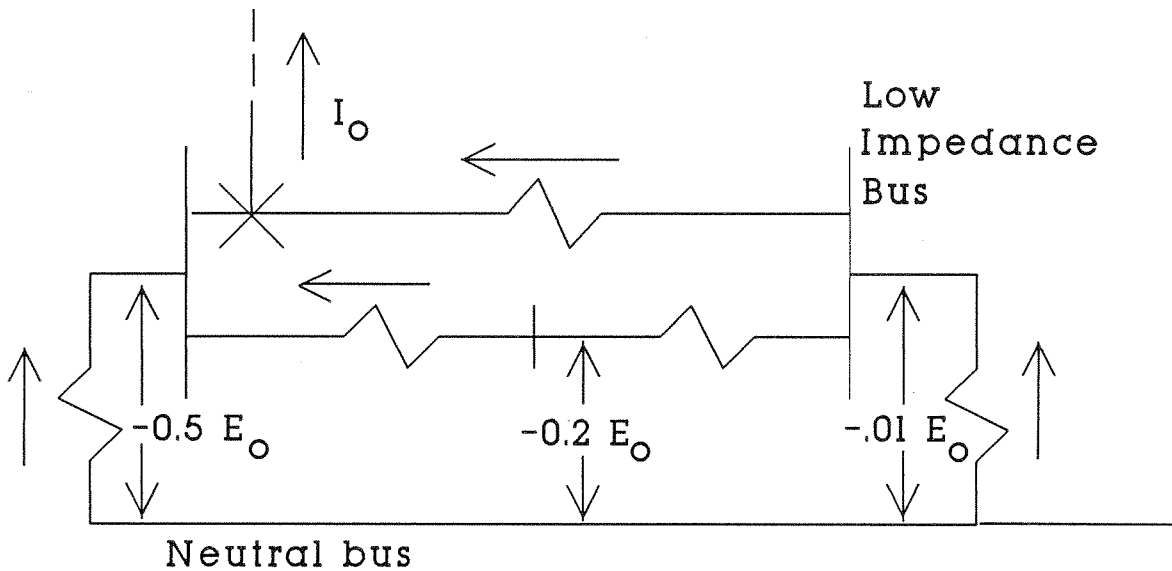 I₀
Low
Impedance
Bus
-0.5 E₀
-0.2 E₀
-.01 E₀
Neutral bus